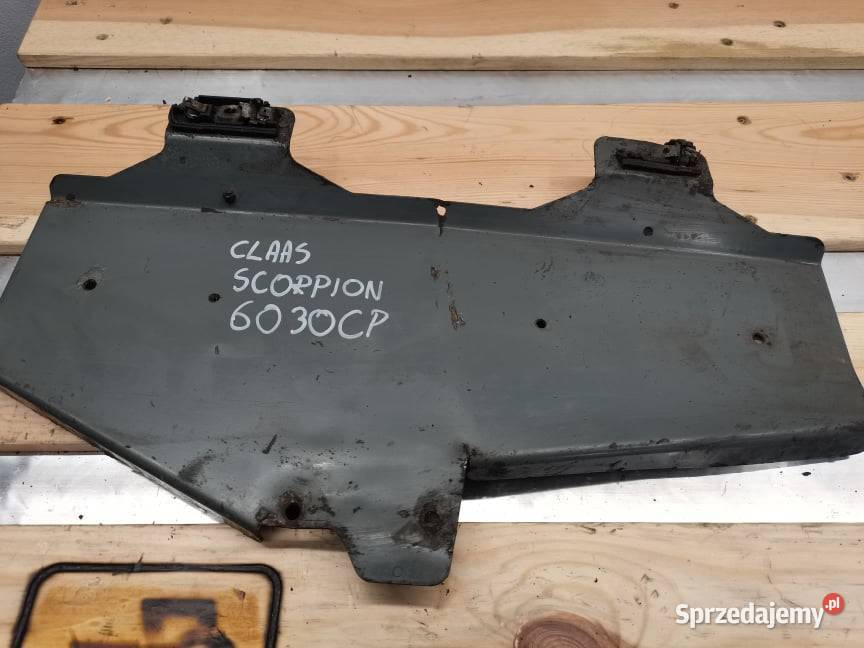 CLAAS
SCORPION
6030CP
Sprzedajemy.pl